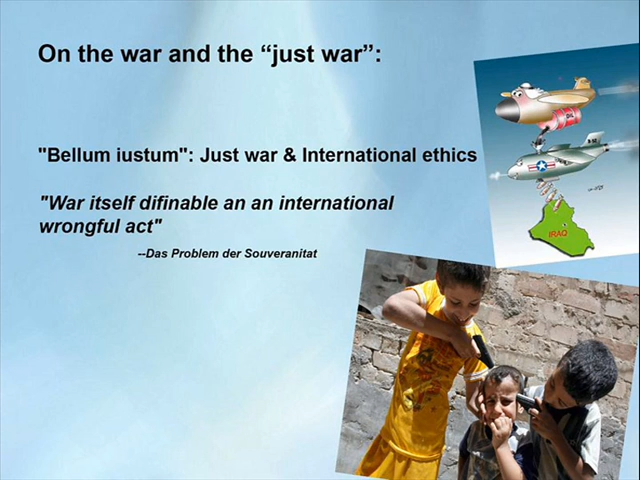 On the war and the “just war”:
"Bellum iustum": Just war & International ethics
"War itself difinable an an international
wrongful act"
--Das Problem der Souveranitat
IRAQ